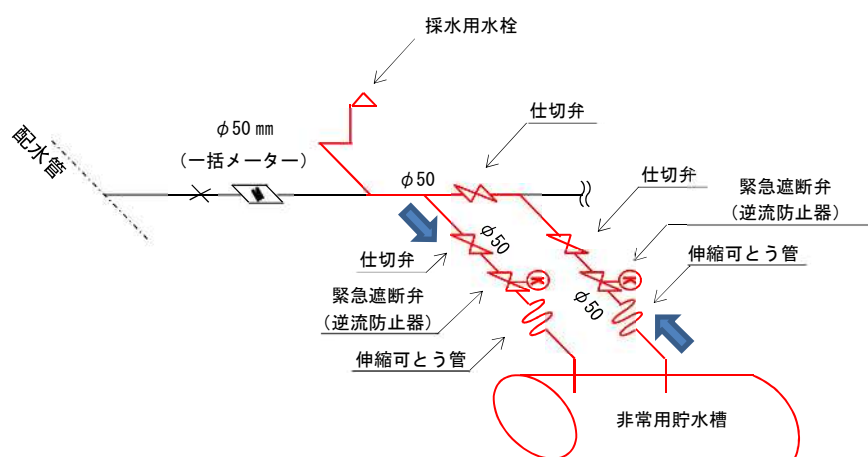 採水用水栓
配水管
φ50㎜
(一括メーター)
φ50
仕切弁
仕切弁
緊急遮断弁
(逆流防止器)
伸縮可とう管
φ50
仕切弁
緊急遮断弁
(逆流防止器)
伸縮可とう管
φ50
K
K
M
非常用貯水槽